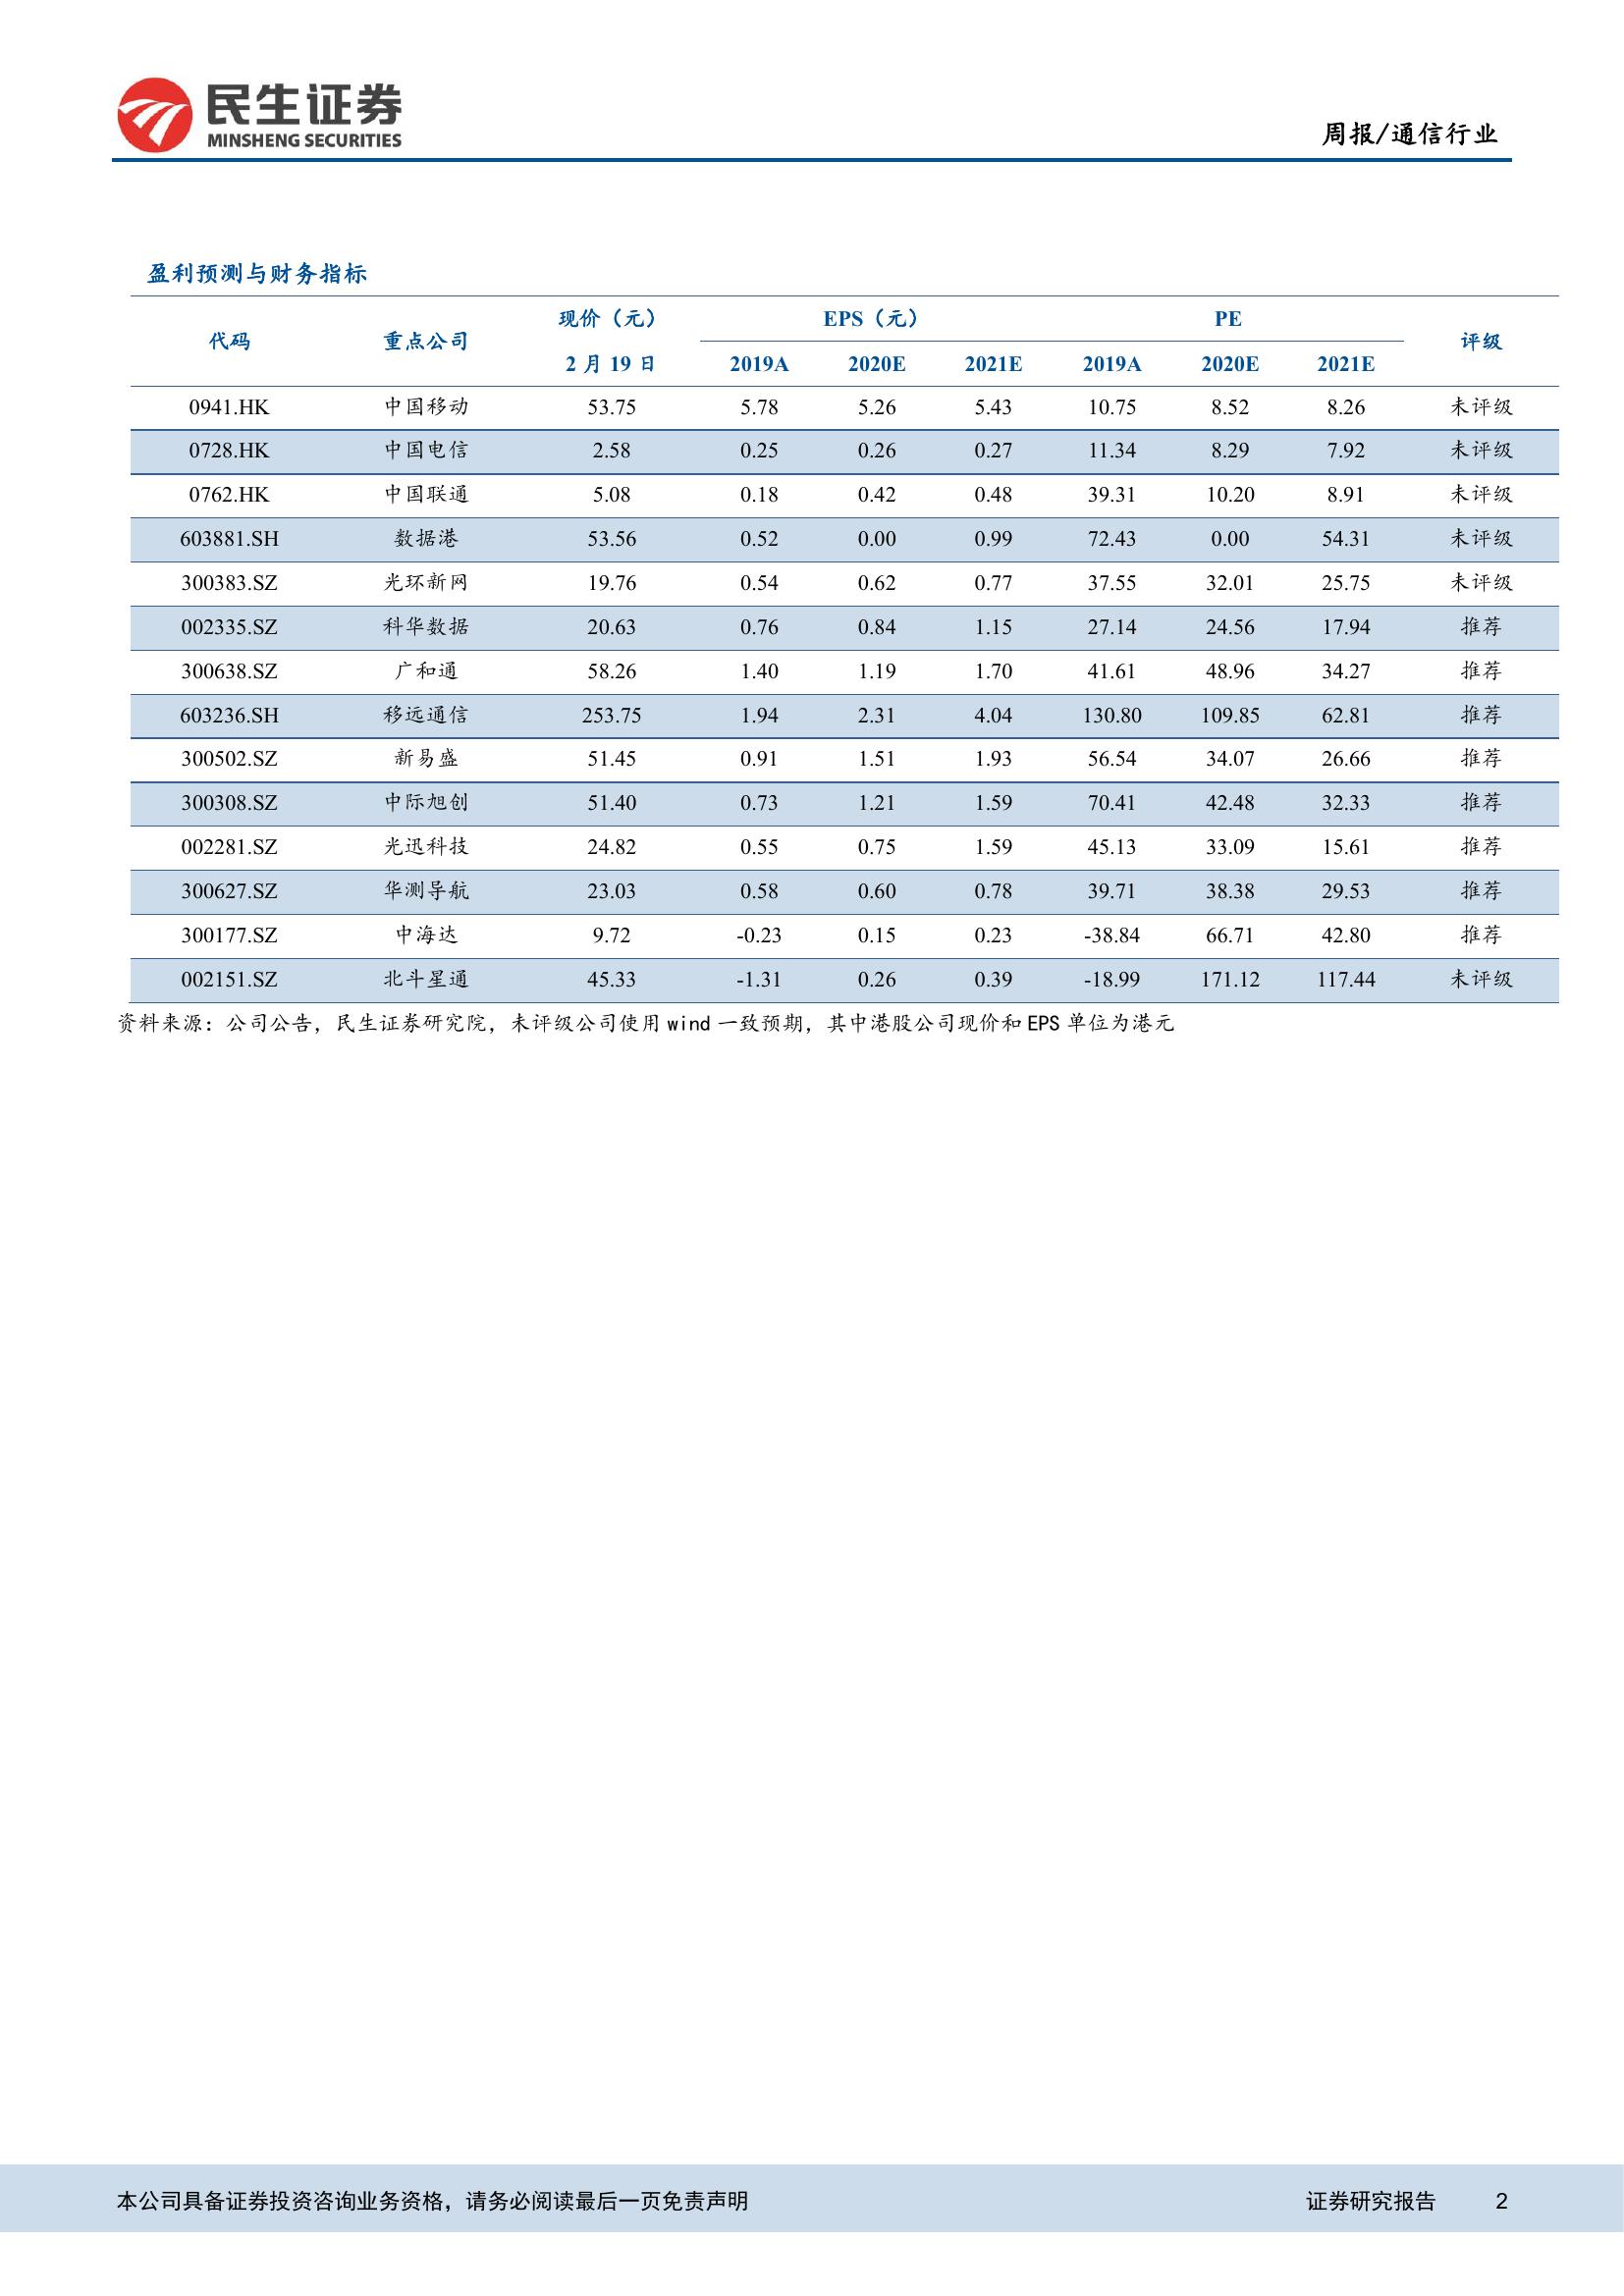 民生证券
MINSHENG SECURITIES
周报/通信行业
盈利预测与财务指标
代码 重点公司 现价（元） EPS（元） PE 评级
2 月 19 日 2019A 2020E 2021E 2019A 2020E 2021E
0941.HK 中国移动 53.75 5.78 5.26 5.43 10.75 8.52 8.26 未评级
0728.HK 中国电信 2.58 0.25 0.26 0.27 11.34 8.29 7.92 未评级
0762.HK 中国联通 5.08 0.18 0.42 0.48 39.31 10.20 8.91 未评级
603881.SH 数据港 53.56 0.52 0.00 0.99 72.43 0.00 54.31 未评级
300383.SZ 光环新网 19.76 0.54 0.62 0.77 37.55 32.01 25.75 未评级
002335.SZ 科华数据 20.63 0.76 0.84 1.15 27.14 24.56 17.94 推荐
300638.SZ 广和通 58.26 1.40 1.19 1.70 41.61 48.96 34.27 推荐
603236.SH 移远通信 253.75 1.94 2.31 4.04 130.80 109.85 62.81 推荐
300502.SZ 新易盛 51.45 0.91 1.51 1.93 56.54 34.07 26.66 推荐
300308.SZ 中际旭创 51.40 0.73 1.21 1.59 70.41 42.48 32.33 推荐
002281.SZ 光迅科技 24.82 0.55 0.75 1.59 45.13 33.09 15.61 推荐
300627.SZ 华测导航 23.03 0.58 0.60 0.78 39.71 38.38 29.53 推荐
300177.SZ 中海达 9.72 -0.23 0.15 0.23 -38.84 66.71 42.80 推荐
002151.SZ 北斗星通 45.33 -1.31 0.26 0.39 -18.99 171.12 117.44 未评级
资料来源：公司公告，民生证券研究院，未评级公司使用 wind 一致预期，其中港股公司现价和 EPS 单位为港元
本公司具备证券投资咨询业务资格，请务必阅读最后一页免责声明 证券研究报告 2